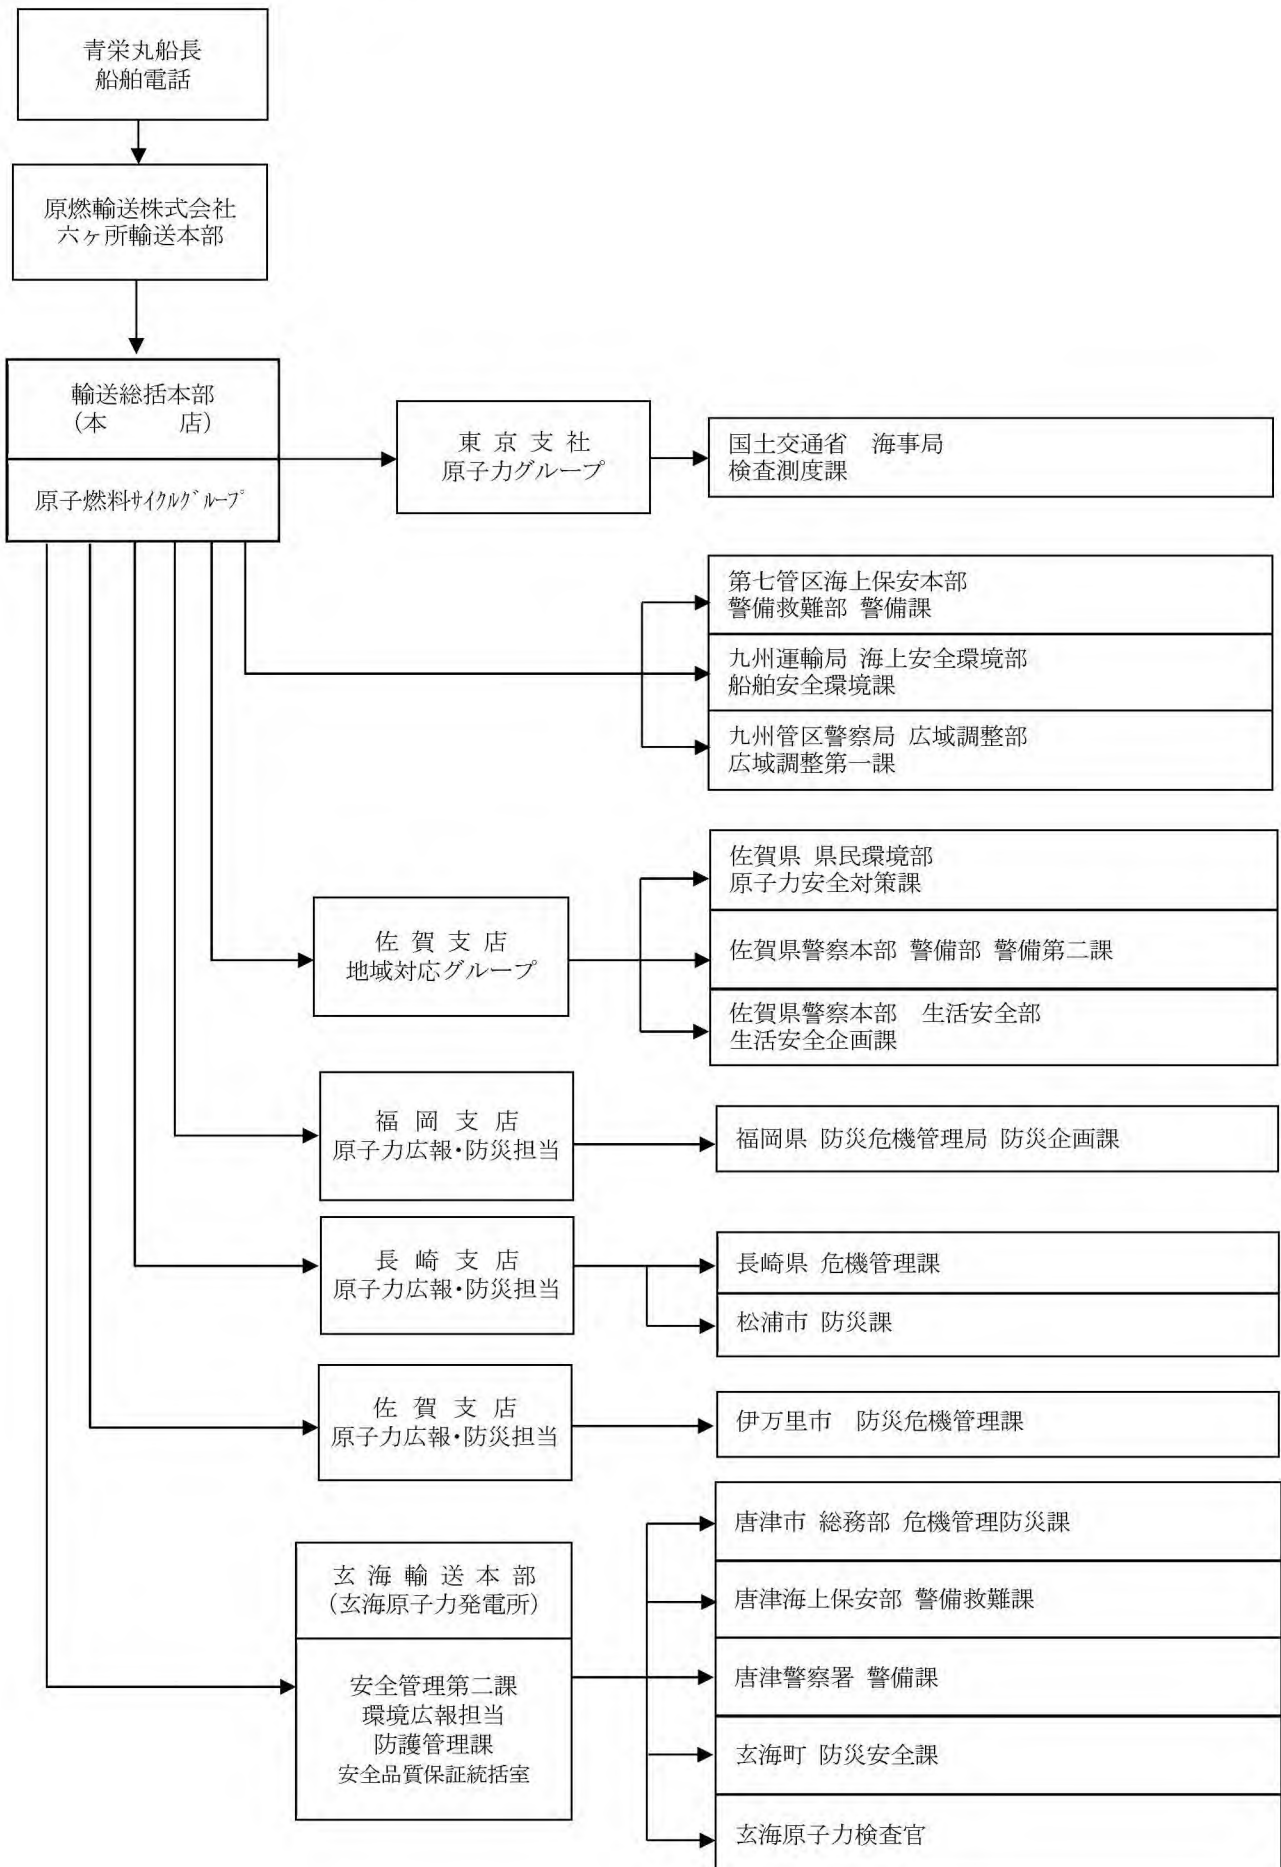 青栄丸船長
船舶電話
原燃輸送株式会社
六ヶ所輸送本部
輸送総括本部
(本　　　店)
原子燃料ｻｲｸﾙｸﾞﾙｰﾌﾟ
東 京 支 社
原子力グループ
国土交通省　海事局
検査測度課
第七管区海上保安本部
警備救難部 警備課
九州運輸局 海上安全環境部
船舶安全環境課
九州管区警察局 広域調整部
広域調整第一課
佐 賀 支 店
地域対応グループ
佐賀県 県民環境部
原子力安全対策課
佐賀県警察本部 警備部 警備第二課
佐賀県警察本部　生活安全部
生活安全企画課
福 岡 支 店
原子力広報・防災担当
福岡県 防災危機管理局 防災企画課
長 崎 支 店
原子力広報・防災担当
長崎県 危機管理課
松浦市 防災課
佐 賀 支 店
原子力広報・防災担当
伊万里市　防災危機管理課
玄 海 輸 送 本 部
(玄海原子力発電所)
安全管理第二課
環境広報担当
防護管理課
安全品質保証統括室
唐津市 総務部 危機管理防災課
唐津海上保安部 警備救難課
唐津警察署 警備課
玄海町 防災安全課
玄海原子力検査官